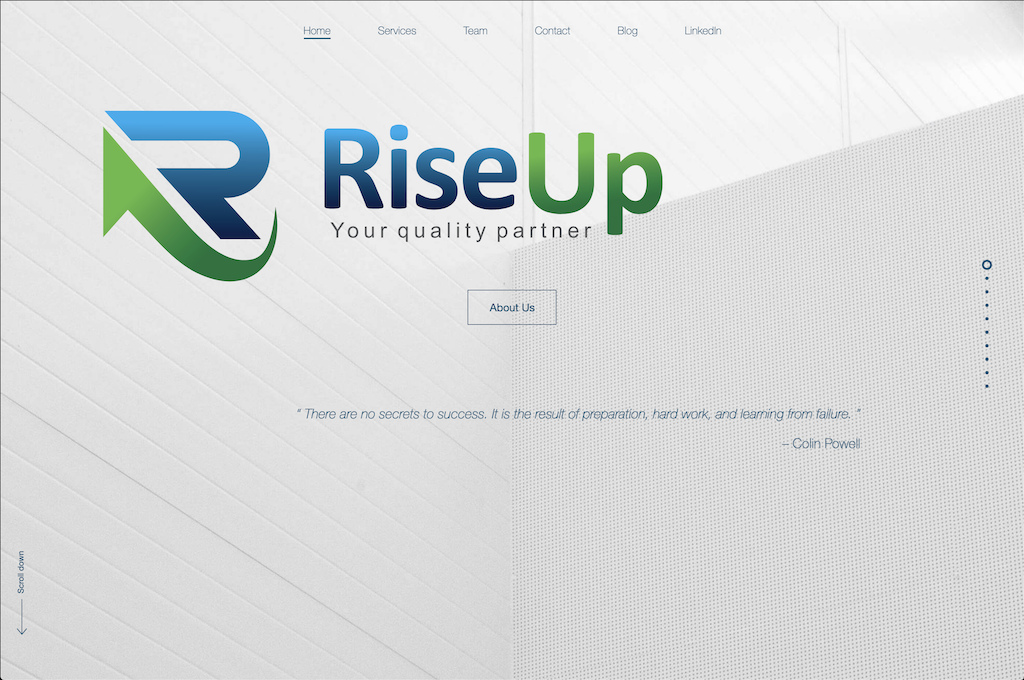 Home Services Team Contact Blog LinkedIn
RiseUp
Your quality partner
About Us
" There are no secrets to success. It is the result of preparation, hard work, and learning from failure. "
– Colin Powell
Scroll down